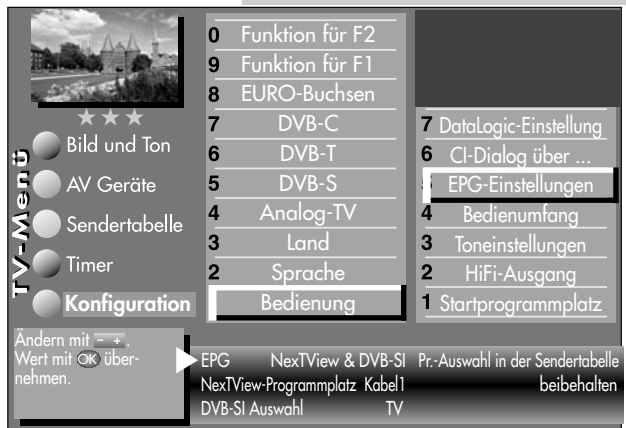 TV-Menü
Bild und Ton
AV Geräte
Sendertabelle
Timer
Konfiguration
0 Funktion für F2
9 Funktion für F1
8 EURO-Buchsen
7 DVB-C
6 DVB-T
5 DVB-S
4 Analog-TV
3 Land
2 Sprache
Bedienung
7 DataLogic-Einstellung
6 CI-Dialog über ...
5 EPG-Einstellungen
4 Bedienumfang
3 Toneinstellungen
2 HiFi-Ausgang
1 Startprogrammplatz
Ändern mit - + .
Wert mit OK über-
nehmen.
EPG NexTView & DVB-SI Pr.-Auswahl in der Sendertabelle
NexTView-Programmplatz Kabel1 beibehalten
DVB-SI Auswahl TV